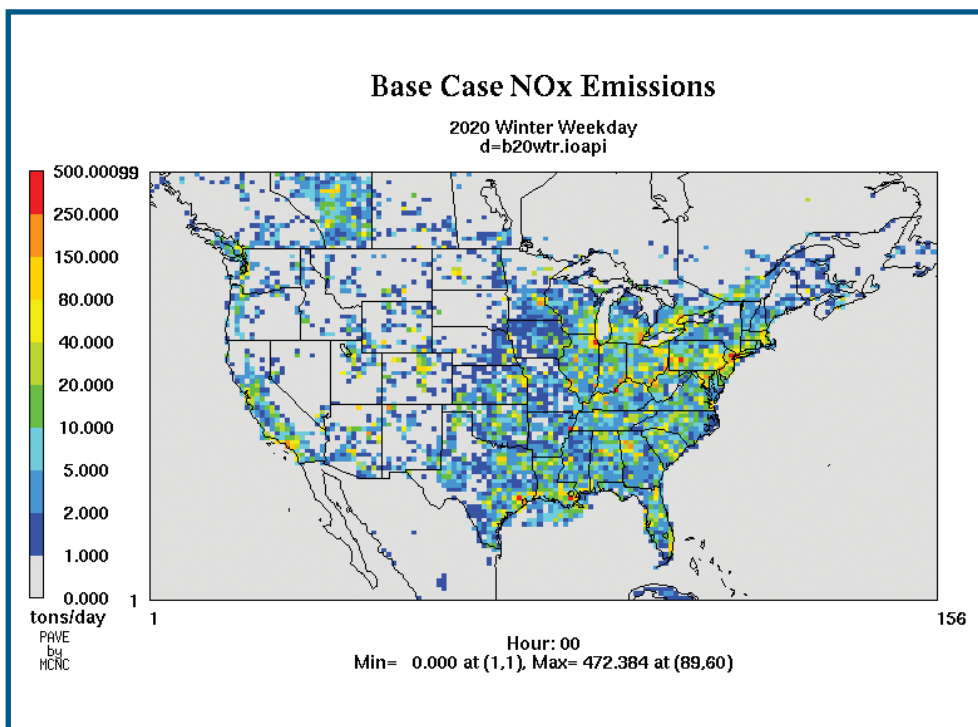 Base Case NOx Emissions
2020 Winter Weekday
d=b20wtr.ioapi
500.00099
250.000
150.000
80.000
40.000
20.000
10.000
5.000
2.000
1.000
0.000
1
tons/day
1
156
PAVE
by
MCNC
Hour: 00
Min= 0.000 at (1,1), Max= 472.384 at (89,60)